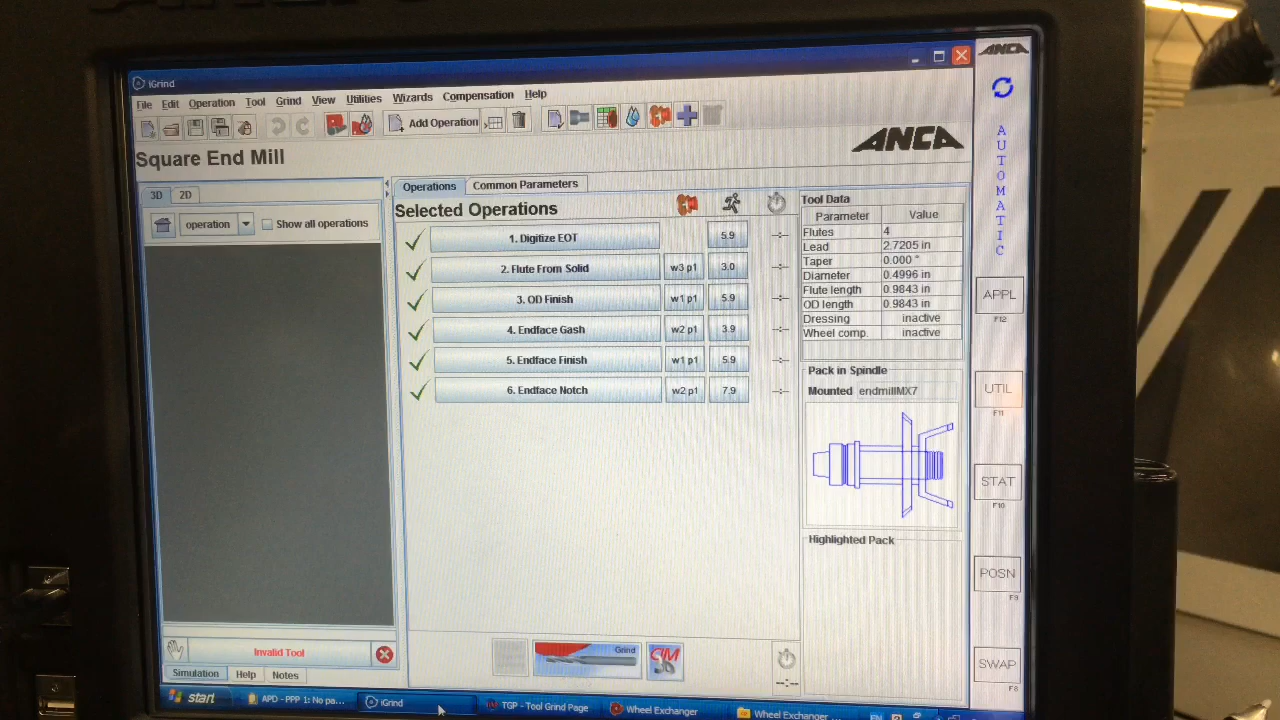 iGrind
ANCA
File Edit Operation Tool Grind View Utilities Wizards Compensation Help
Add Operation
ANCA
Square End Mill
3D 2D
Operations Common Parameters
operation Show all operations
Selected Operations
1. Digitize EOT 5.9
2. Flute From Solid w3 p1 3.0
3. OD Finish w1 p1 5.9
4. Endface Gash w2 p1 3.9
5. Endface Finish w1 p1 5.9
6. Endface Notch w2 p1 7.9
Tool Data
Parameter Value
Flutes 4
Lead 2.7205 in
Taper 0.000 °
Diameter 0.4996 in
Flute length 0.9843 in
OD length 0.9843 in
Dressing inactive
Wheel comp. inactive
Pack in Spindle
Mounted endmillMX7
Highlighted Pack
AUTOMATIC
APPL
F12
UTIL
F11
STAT
F10
POSN
F9
SWAP
F8
Invalid Tool
Grind
CIM
--:--
Simulation Help Notes
start APD - PPP 1: No pa... iGrind TGP - Tool Grind Page Wheel Exchanger Wheel Exchanger ... EN